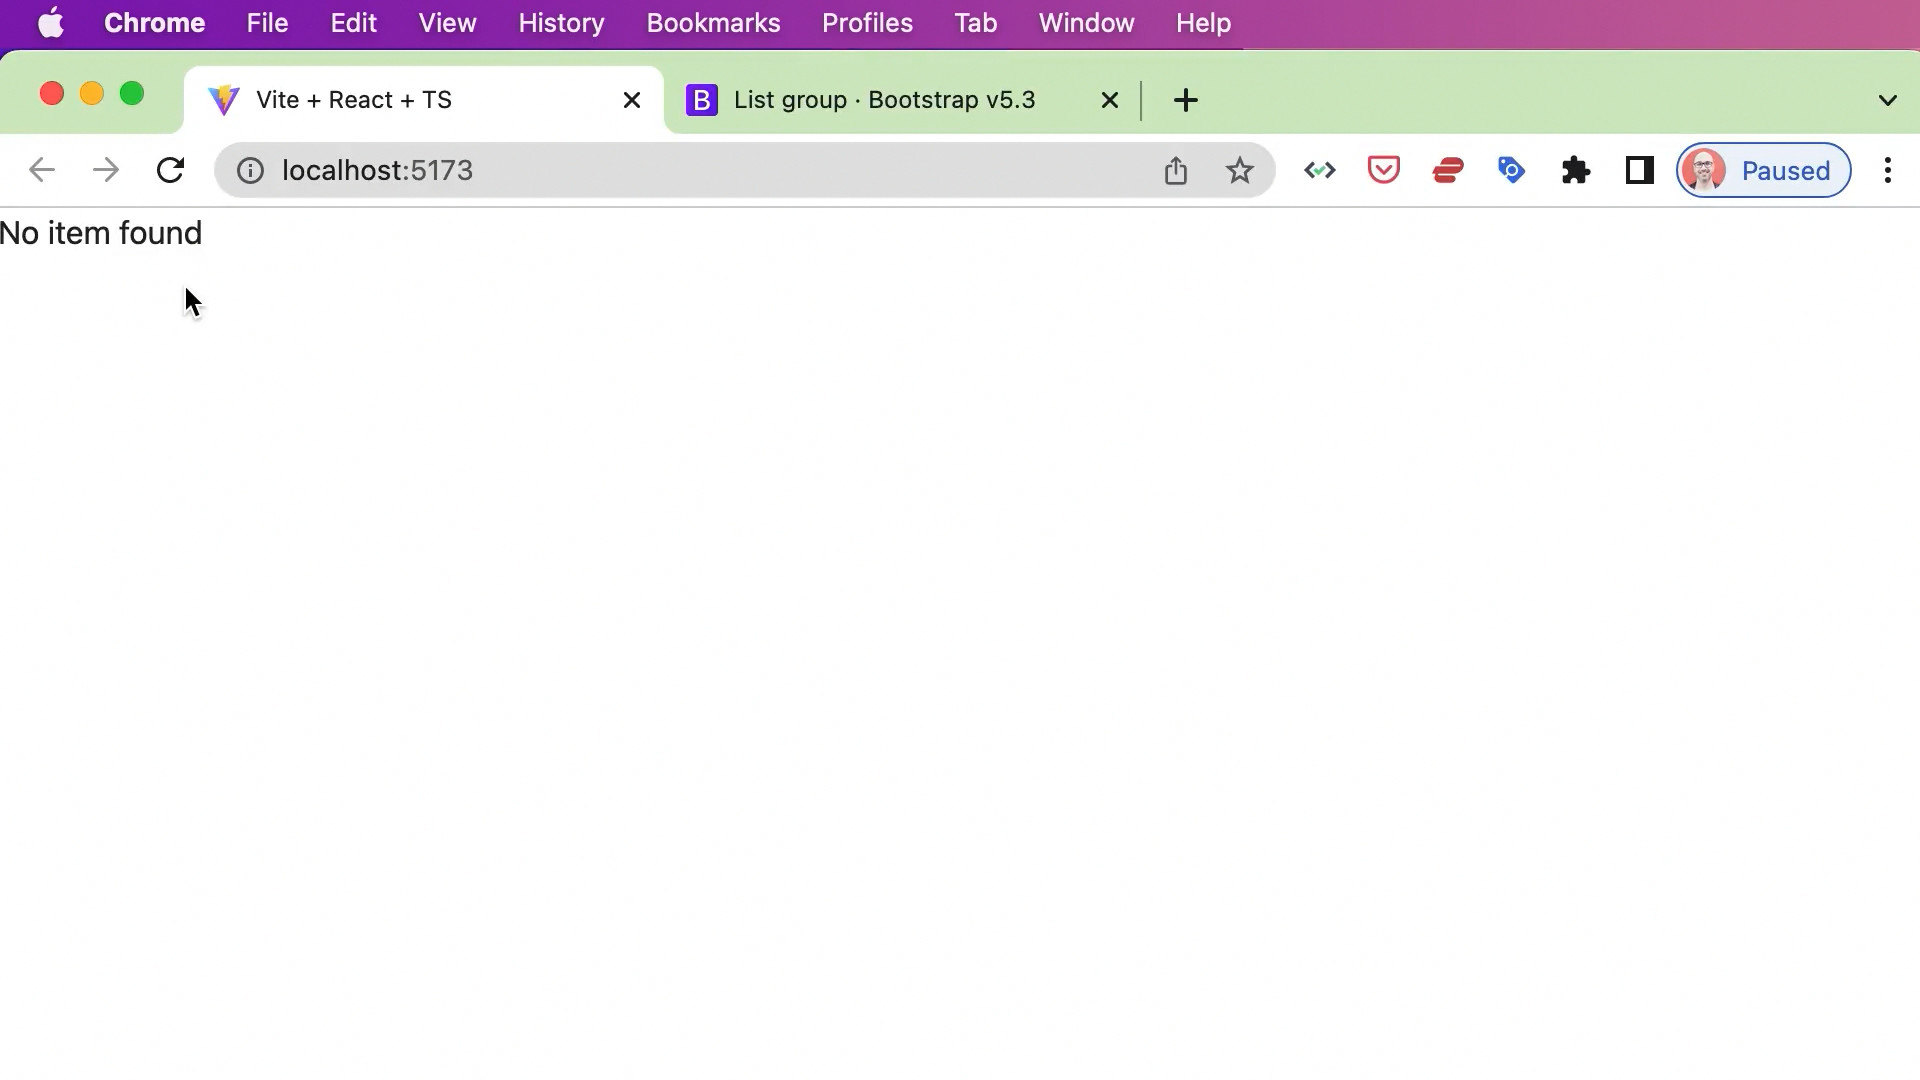 Chrome File Edit View History Bookmarks Profiles Tab Window Help
Vite + React + TS
B List group · Bootstrap v5.3
localhost:5173
Paused
No item found